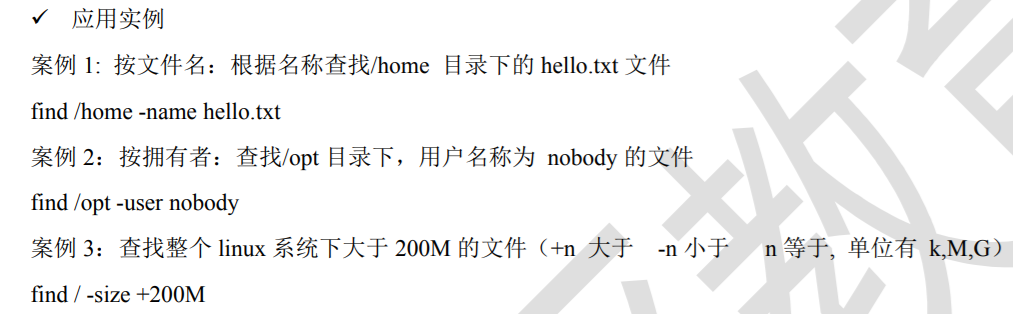 ✓ 应用实例
案例 1: 按文件名：根据名称查找/home 目录下的 hello.txt 文件
find /home -name hello.txt
案例 2：按拥有者：查找/opt 目录下，用户名称为 nobody 的文件
find /opt -user nobody
案例 3：查找整个 linux 系统下大于 200M 的文件（+n 大于 -n 小于 n 等于, 单位有 k,M,G）
find / -size +200M